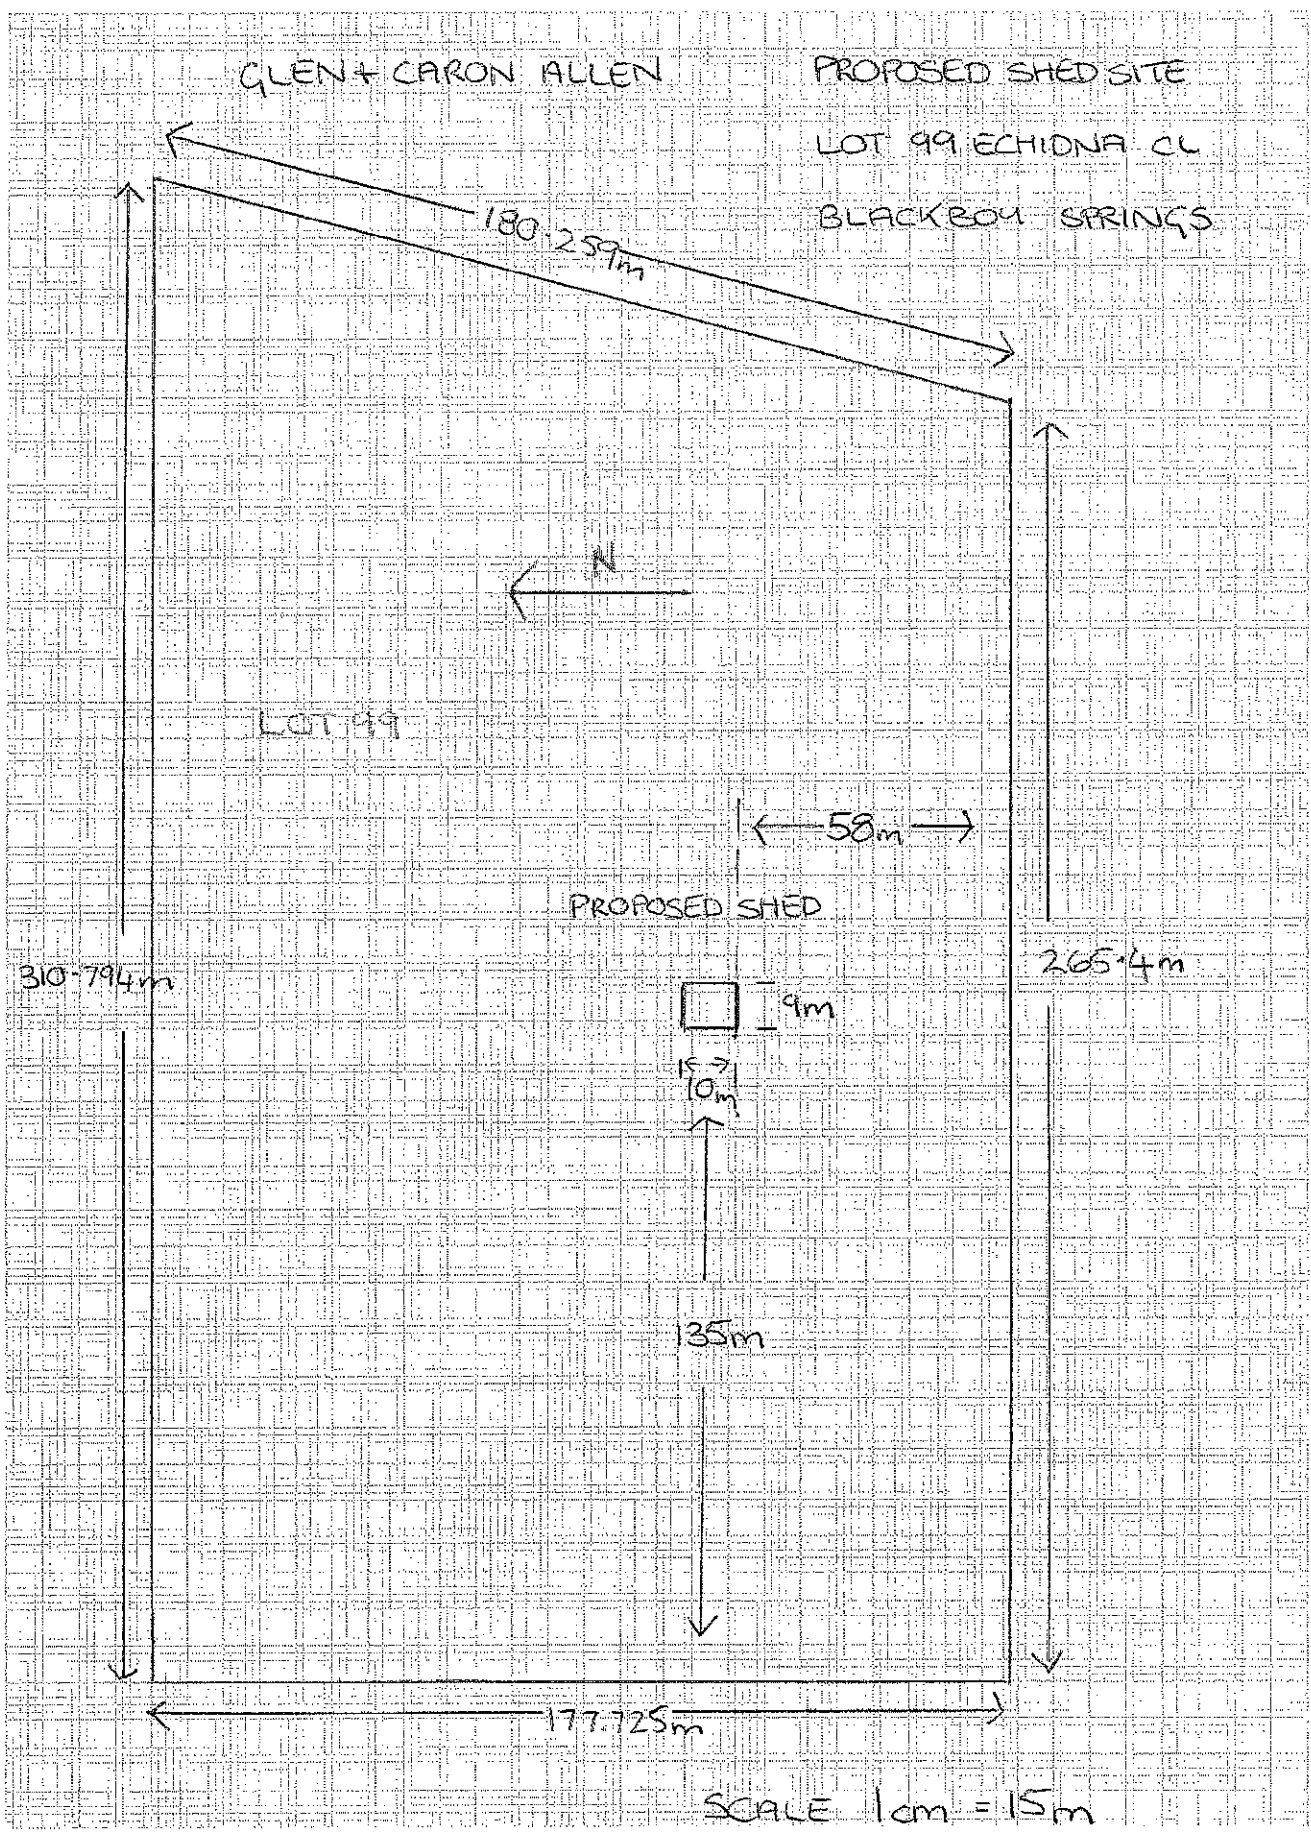 GLEN + CARON ALLEN
PROPOSED SHED SITE
LOT 99 ECHIDNA CL
BLACKBOY SPRINGS
180.259m
N
LOT 99
58m
PROPOSED SHED
310.794m
265.4m
9m
10m
135m
177.725m
SCALE 1cm = 15m